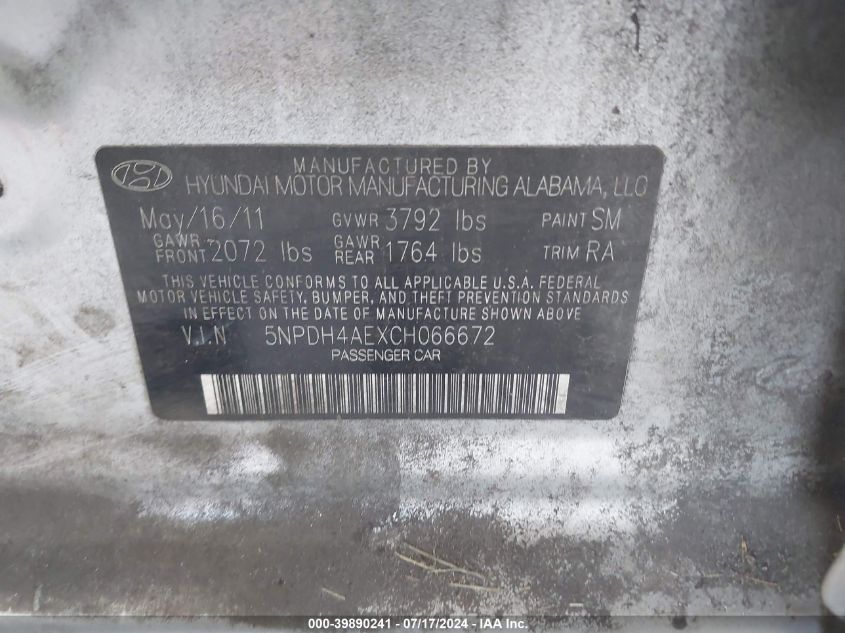 MANUFACTURED BY
HYUNDAI MOTOR MANUFACTURING ALABAMA, LLC
May/16/11 GVWR 3792 lbs PAINT SM
GAWR FRONT 2072 lbs GAWR REAR 1764 lbs TRIM RA
THIS VEHICLE CONFORMS TO ALL APPLICABLE U.S.A. FEDERAL
MOTOR VEHICLE SAFETY, BUMPER, AND THEFT PREVENTION STANDARDS
IN EFFECT ON THE DATE OF MANUFACTURE SHOWN ABOVE.
V.I.N 5NPDH4AEXCH066672
PASSENGER CAR
000-39890241 - 07/17/2024 - IAA Inc.